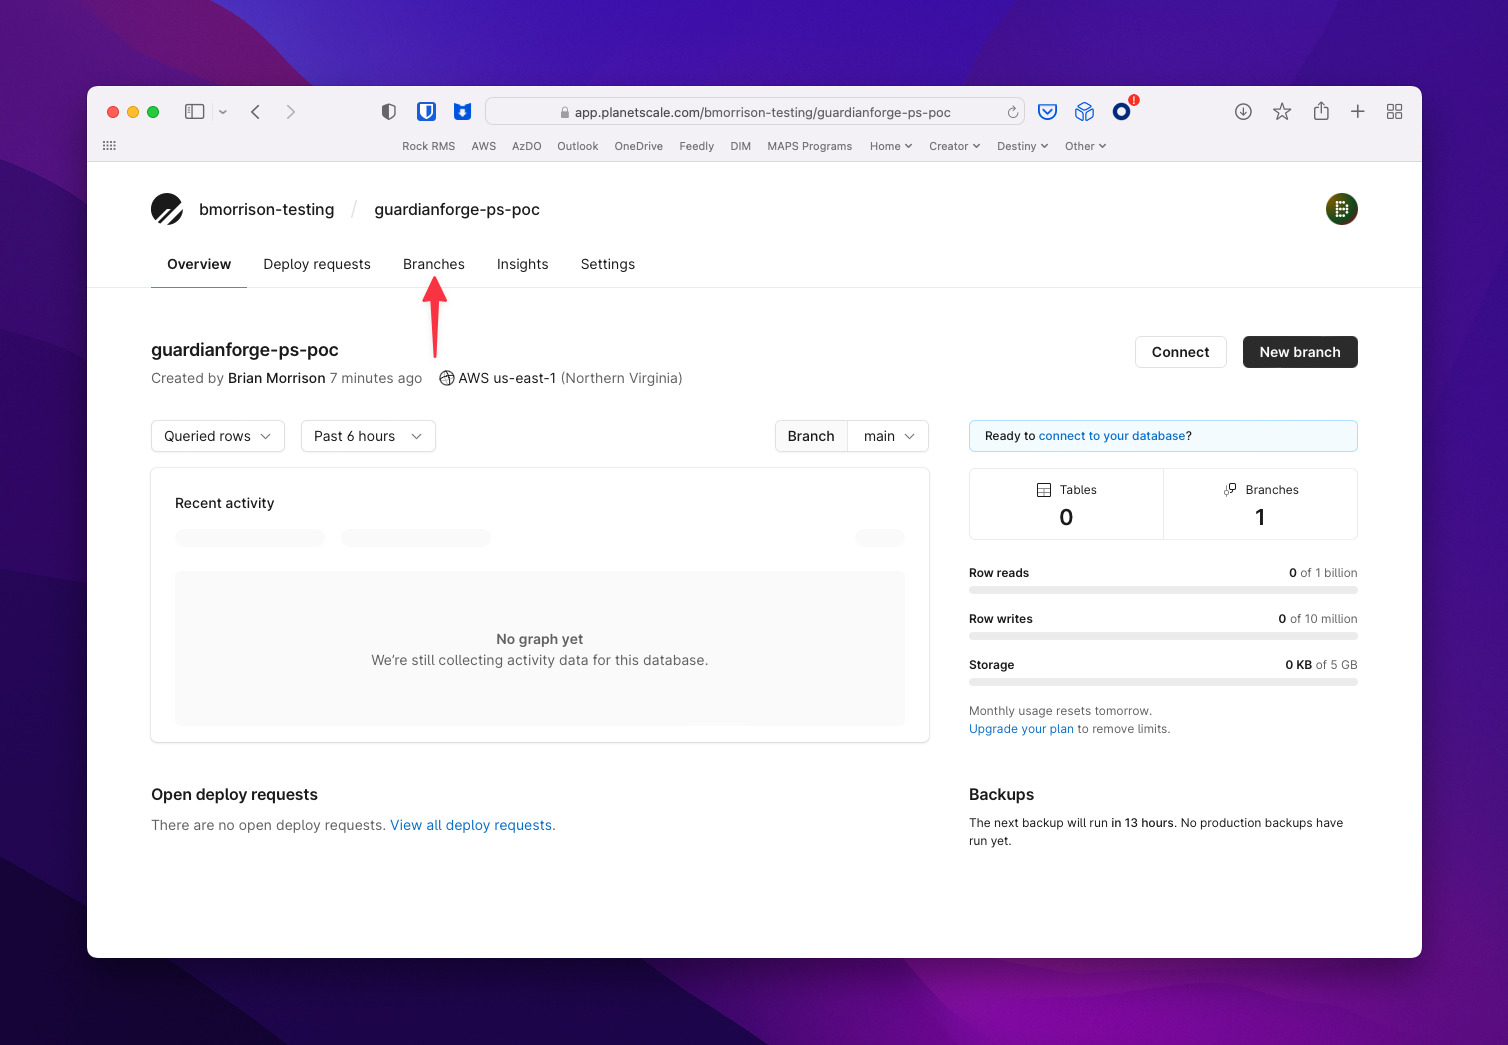 app.planetscale.com/bmorrison-testing/guardianforge-ps-poc
Rock RMS AWS AzDO Outlook OneDrive Feedly DIM MAPS Programs Home Creator Destiny Other
bmorrison-testing / guardianforge-ps-poc
Overview Deploy requests Branches Insights Settings
guardianforge-ps-poc
Connect New branch
Created by Brian Morrison 7 minutes ago AWS us-east-1 (Northern Virginia)
Queried rows Past 6 hours Branch main
Ready to connect to your database?
Recent activity
Tables Branches
0 1
No graph yet
We’re still collecting activity data for this database.
Row reads 0 of 1 billion
Row writes 0 of 10 million
Storage 0 KB of 5 GB
Monthly usage resets tomorrow.
Upgrade your plan to remove limits.
Open deploy requests
There are no open deploy requests. View all deploy requests.
Backups
The next backup will run in 13 hours. No production backups have
run yet.